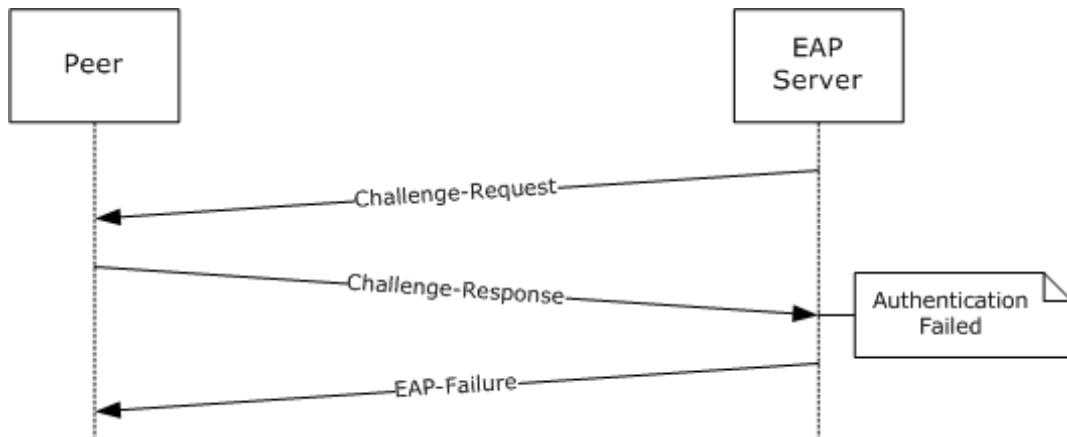 Peer
EAP
Server
Challenge-Request
Challenge-Response
Authentication
Failed
EAP-Failure